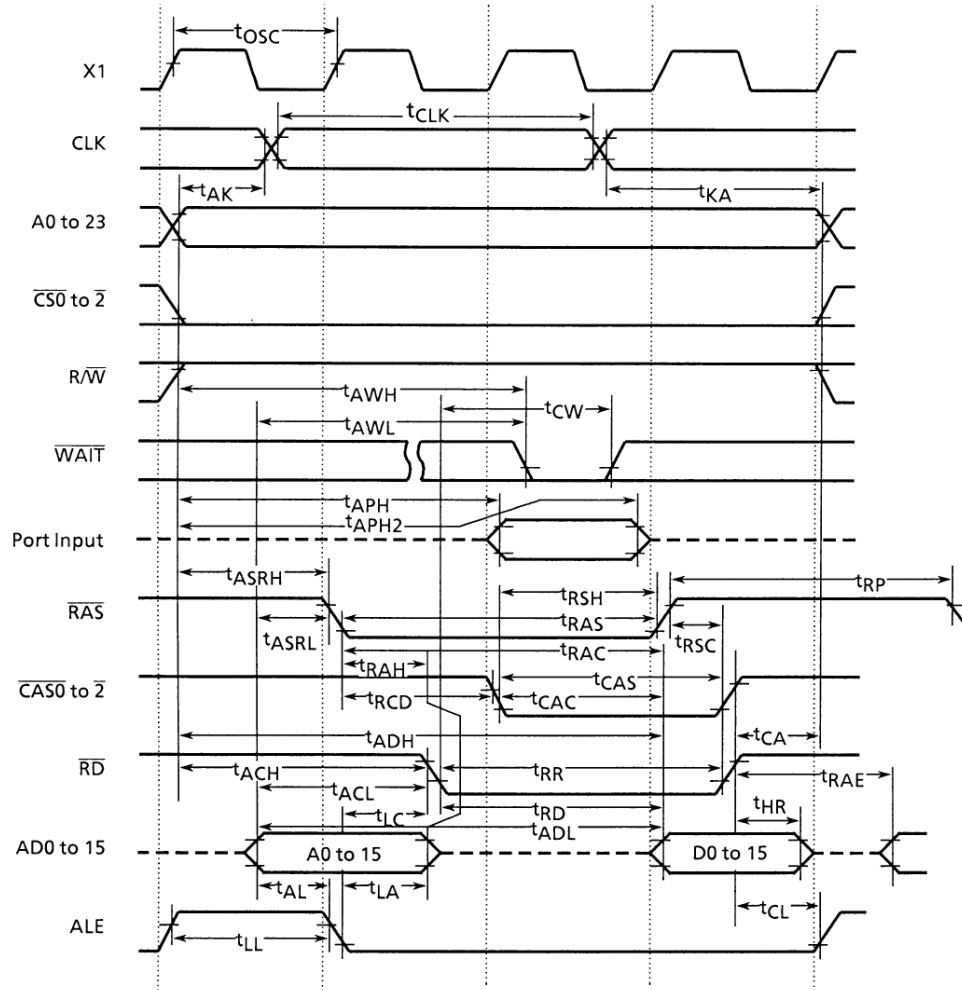 tOSC
X1
tCLK
CLK
tAK
tKA
A0 to 23
CS0 to 2
R/W
tAWH
tCW
tAWL
WAIT
tAPH
tAPH2
Port Input
tASRH
tRSH
tRP
RAS
tASRL
tRAS
tRSC
tRAC
tRAH
tCAS
CAS0 to 2
tRCD
tCAC
tADH
tCA
RD
tACH
tRR
tRAE
tACL
tRD
tHR
tLC
tADL
AD0 to 15
A0 to 15
D0 to 15
tAL
tLA
tCL
ALE
tLL